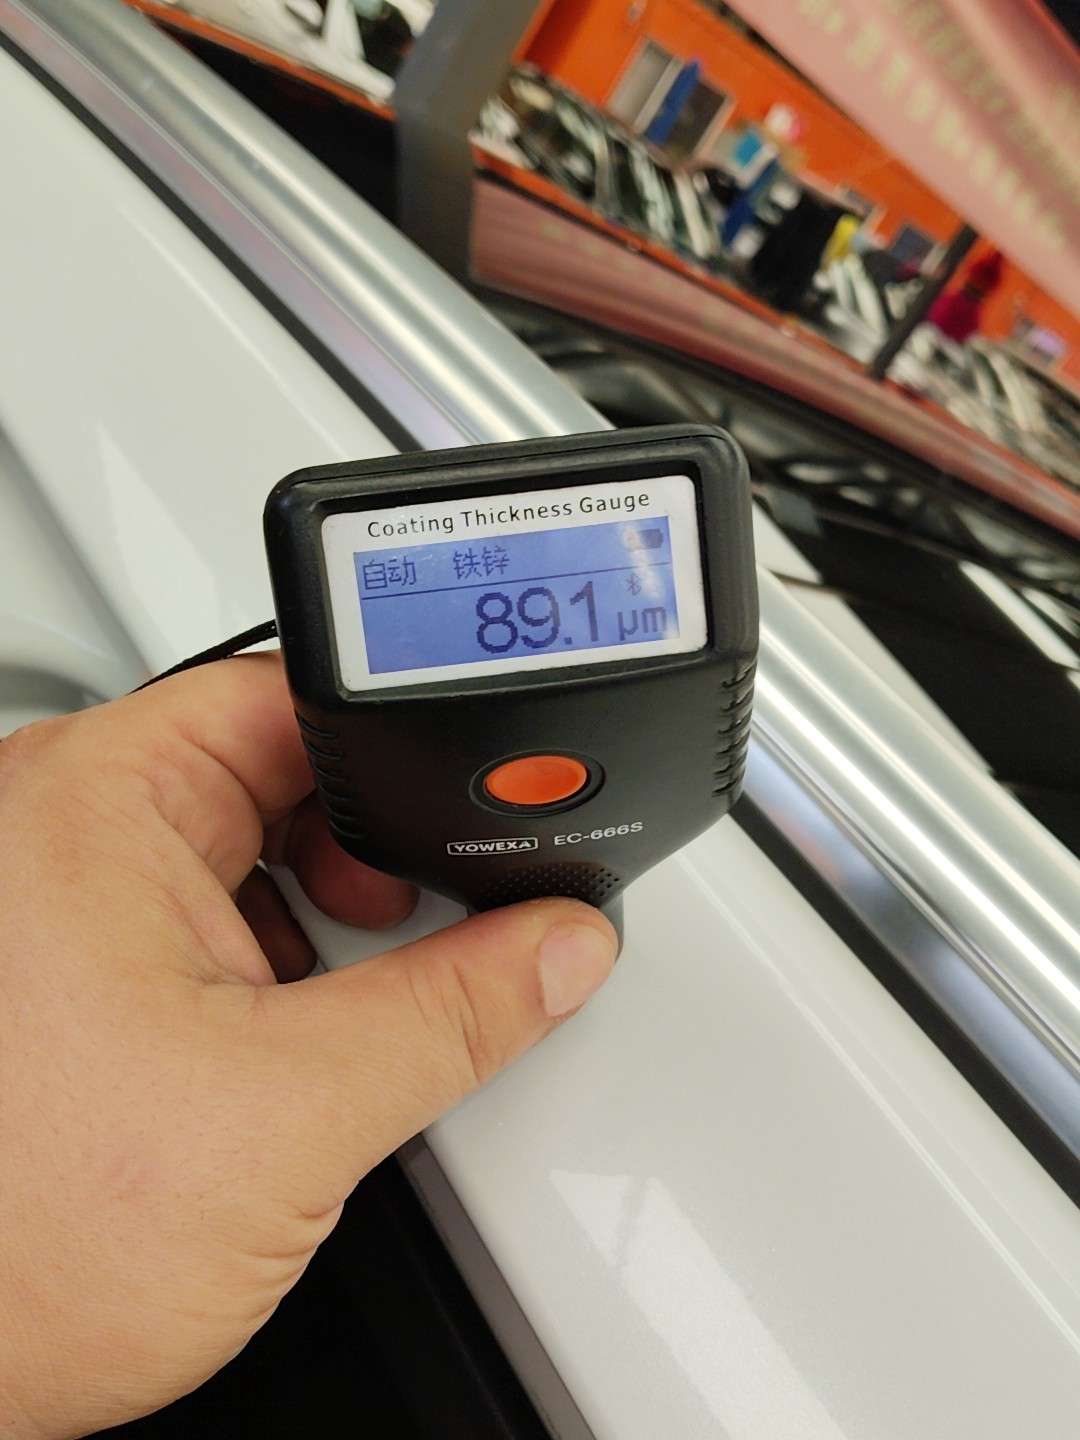 Coating Thickness Gauge
自动 铁锌
89.1 μm
YOWEXA EC-666S